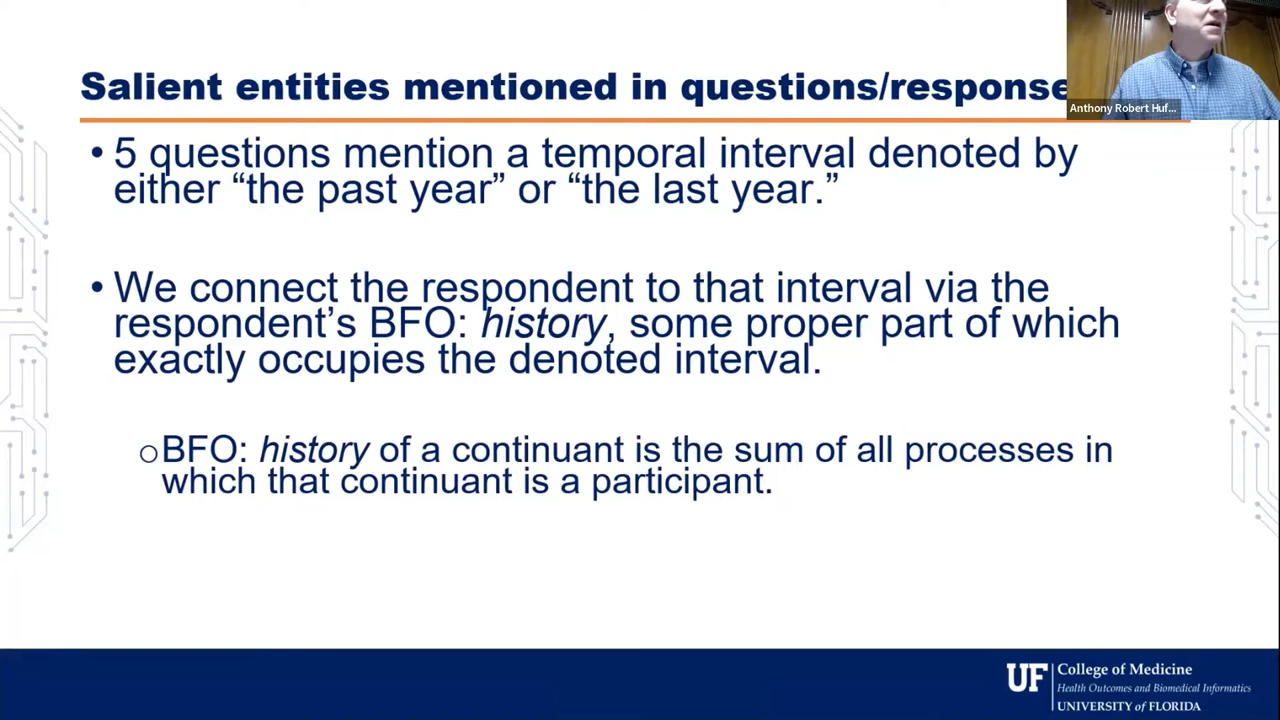 Salient entities mentioned in questions/response
Anthony Robert Huf...
• 5 questions mention a temporal interval denoted by
either “the past year” or “the last year.”
• We connect the respondent to that interval via the
respondent’s BFO: history, some proper part of which
exactly occupies the denoted interval.
o BFO: history of a continuant is the sum of all processes in
which that continuant is a participant.
UF
College of Medicine
Health Outcomes and Biomedical Informatics
UNIVERSITY of FLORIDA